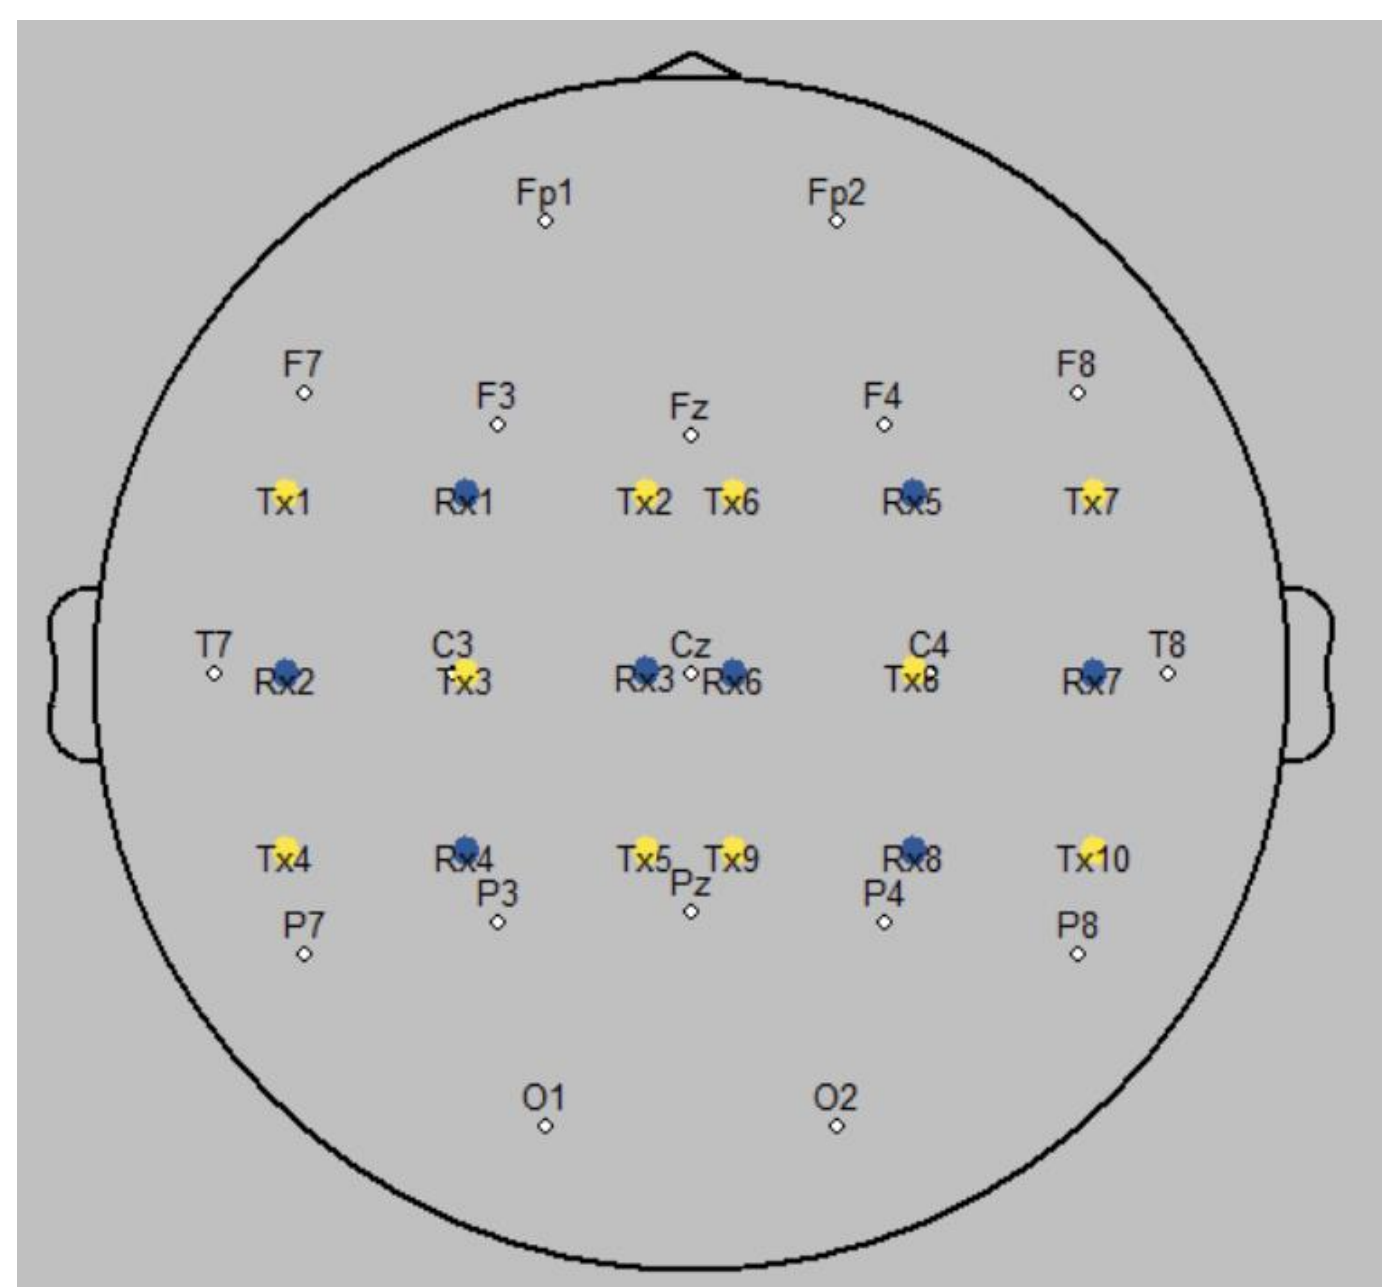 Fp1 Fp2
F7 F8
F3 Fz F4
Tx1 Rx1 Tx2 Tx6 Rx5 Tx7
T7 C3 Cz C4 T8
Rx2 Tx3 Rx3 Rx6 Tx8 Rx7
Tx4 Rx4 Tx5 Tx9 Rx8 Tx10
P3 Pz P4
P7 P8
O1 O2